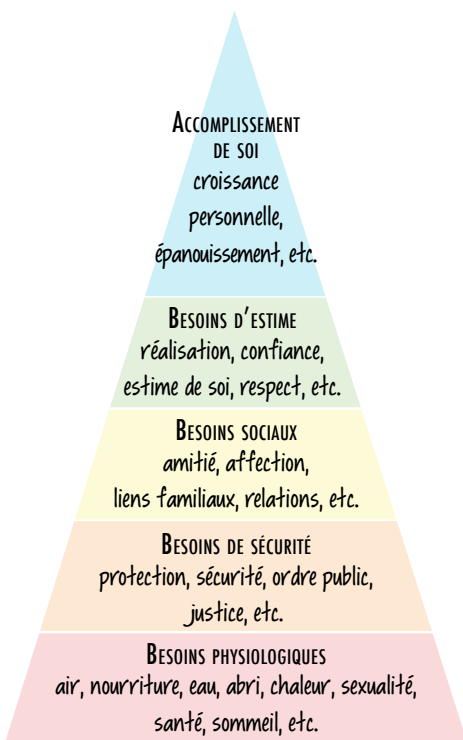 Accomplissement
de soi
croissance
personnelle,
épanouissement, etc.
Besoins d'estime
réalisation, confiance,
estime de soi, respect, etc.
Besoins sociaux
amitié, affection,
liens familiaux, relations, etc.
Besoins de sécurité
protection, sécurité, ordre public,
justice, etc.
Besoins physiologiques
air, nourriture, eau, abri, chaleur, sexualité,
santé, sommeil, etc.